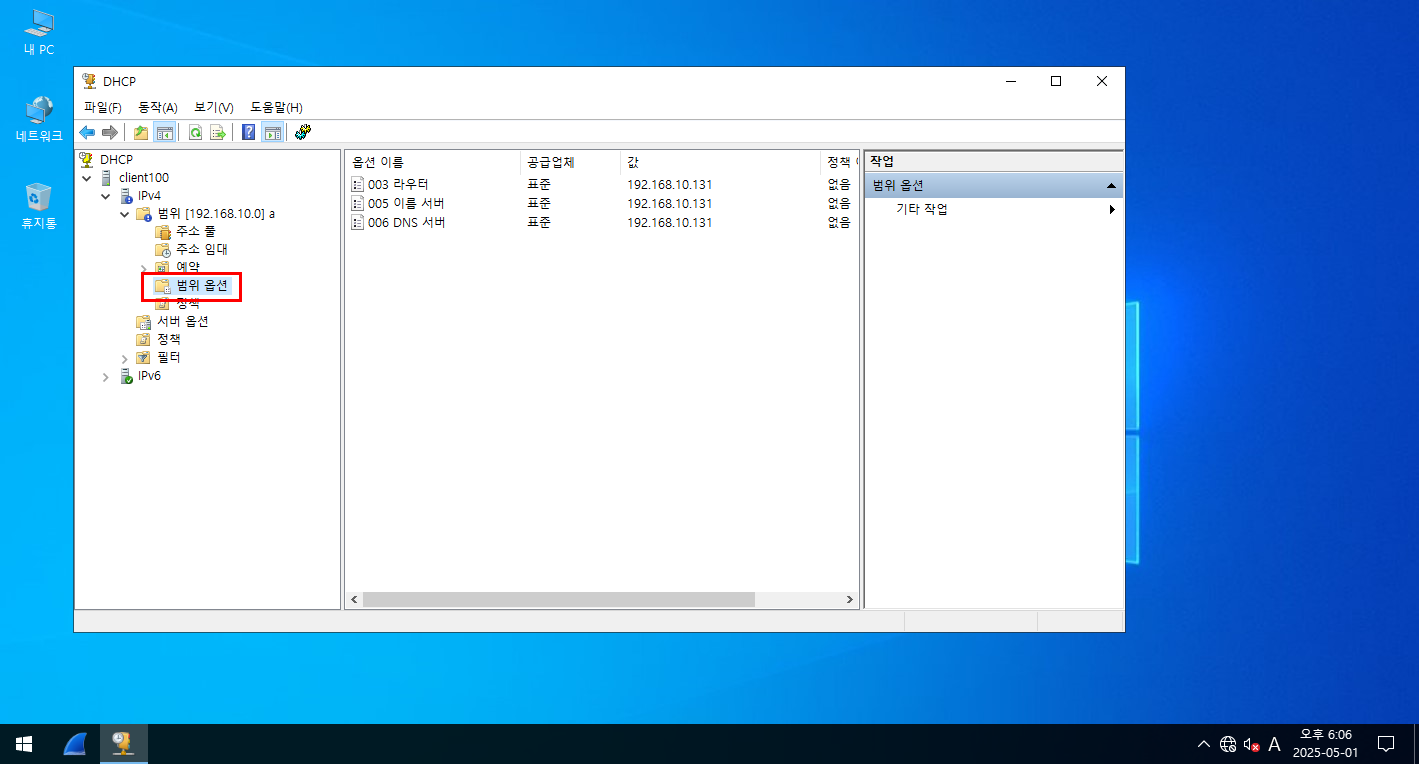 내 PC
네트워크
휴지통
DHCP
파일(F) 동작(A) 보기(V) 도움말(H)
DHCP
client100
IPv4
범위 [192.168.10.0] a
주소 풀
주소 임대
예약
범위 옵션
정책
서버 옵션
정책
필터
IPv6
옵션 이름 공급업체 값 정책
003 라우터 표준 192.168.10.131 없음
005 이름 서버 표준 192.168.10.131 없음
006 DNS 서버 표준 192.168.10.131 없음
작업
범위 옵션
기타 작업
A
오후 6:06
2025-05-01